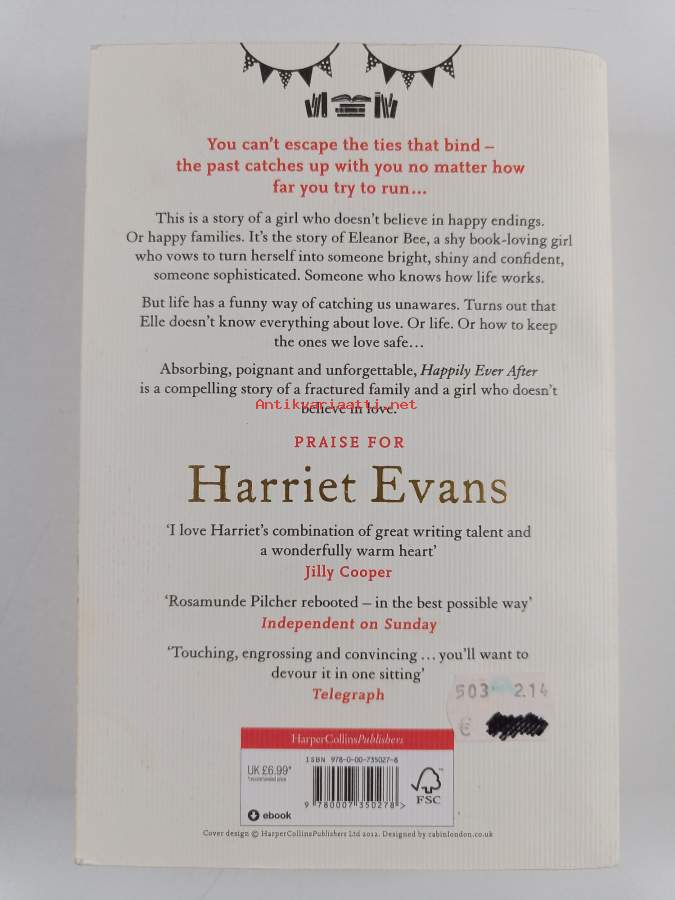 You can't escape the ties that bind –
the past catches up with you no matter how
far you try to run...
This is a story of a girl who doesn't believe in happy endings.
Or happy families. It's the story of Eleanor Bee, a shy book-loving girl
who vows to turn herself into someone bright, shiny and confident,
someone sophisticated. Someone who knows how life works.
But life has a funny way of catching us unawares. Turns out that
Elle doesn't know everything about love. Or life. Or how to keep
the ones we love safe...
Absorbing, poignant and unforgettable, Happily Ever After
is a compelling story of a fractured family and a girl who doesn't
believe in love.
Antikvariaatti.net
PRAISE FOR
Harriet Evans
'I love Harriet's combination of great writing talent and
a wonderfully warm heart'
Jilly Cooper
'Rosamunde Pilcher rebooted – in the best possible way'
Independent on Sunday
'Touching, engrossing and convincing ... you'll want to
devour it in one sitting'
Telegraph
503 2.14
€
HarperCollinsPublishers
ISBN 978-0-00-735027-8
UK £6.99*
*recommended price
9 780007 350278 >
FSC
ebook
Cover design © HarperCollinsPublishers Ltd 2012. Designed by cabinlondon.co.uk